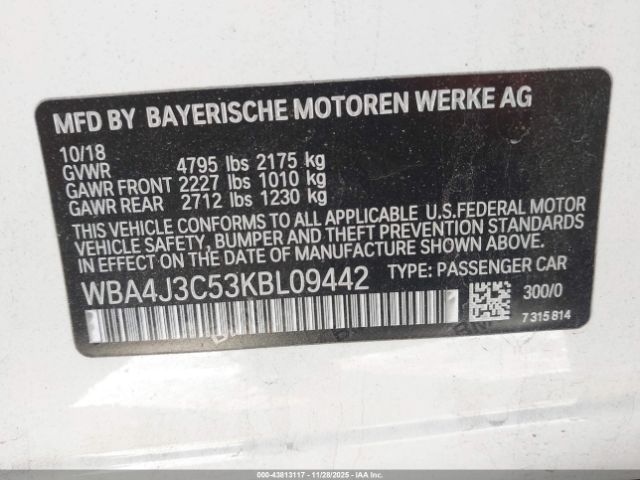 MFD BY BAYERISCHE MOTOREN WERKE AG
10/18
GVWR 4795 lbs 2175 kg
GAWR FRONT 2227 lbs 1010 kg
GAWR REAR 2712 lbs 1230 kg
THIS VEHICLE CONFORMS TO ALL APPLICABLE U.S.FEDERAL MOTOR
VEHICLE SAFETY, BUMPER AND THEFT PREVENTION STANDARDS
IN EFFECT ON THE DATE OF MANUFACTURE SHOWN ABOVE.
WBA4J3C53KBL09442 TYPE: PASSENGER CAR
300/0
7315814
000-43813117 - 11/28/2025 - ©2025 IAA Holdings, LLC